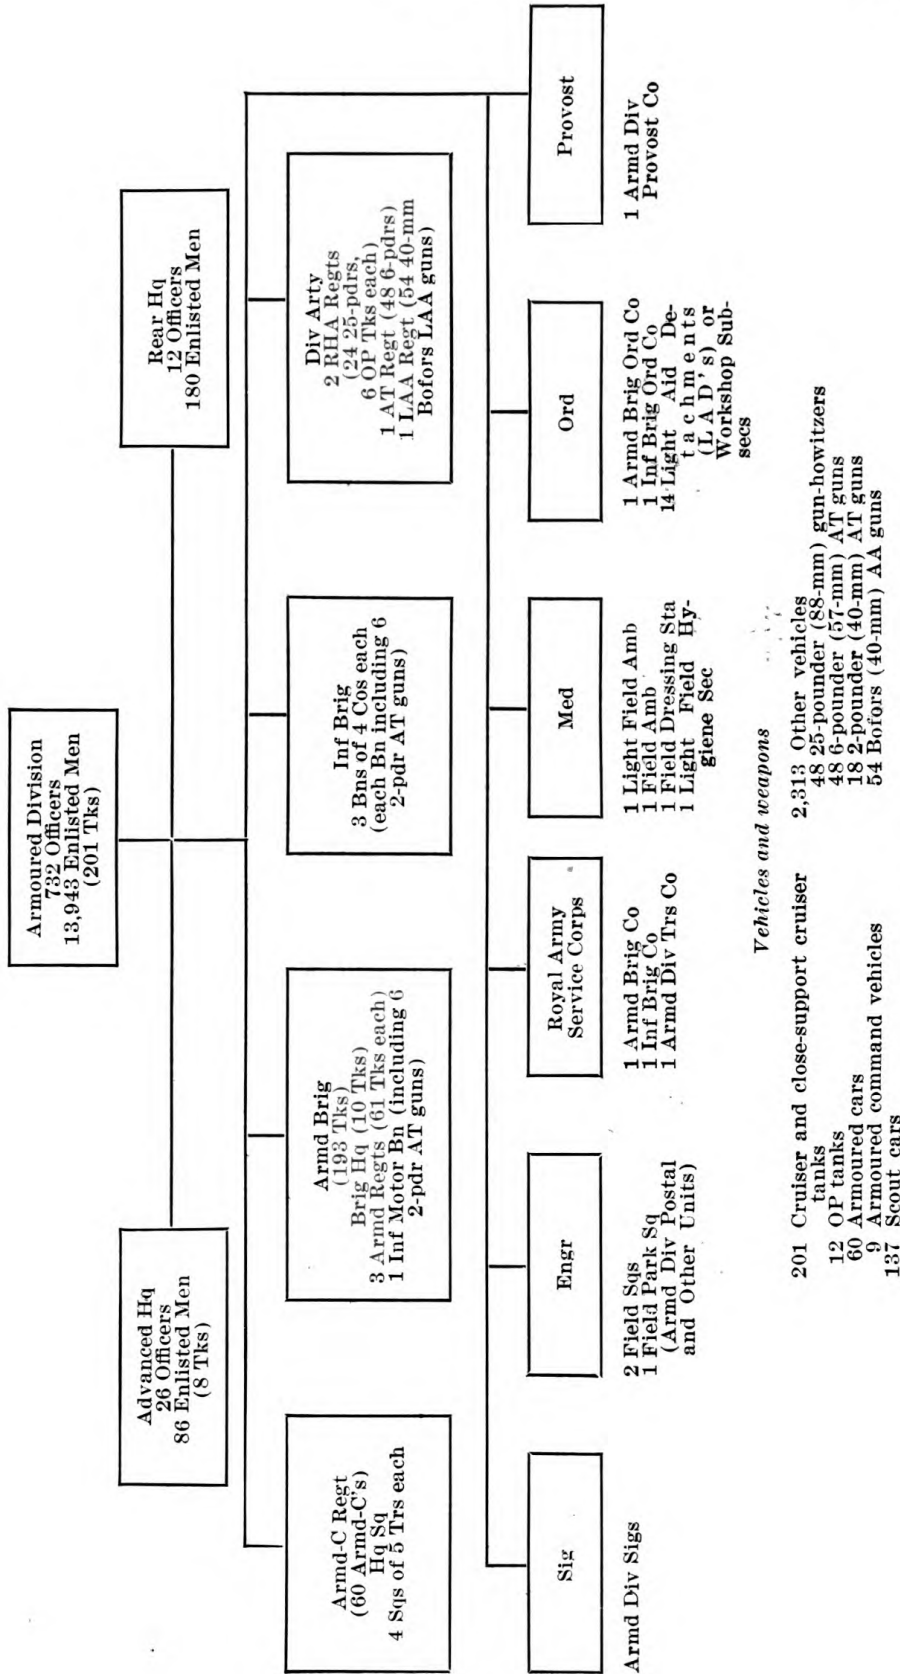 Armoured Division
732 Officers
13,943 Enlisted Men
(201 Tks)
Advanced Hq
26 Officers
86 Enlisted Men
(8 Tks)
Rear Hq
12 Officers
180 Enlisted Men
Armd-C Regt
(60 Armd-C's)
Hq Sq
4 Sqs of 5 Trs each
Armd Brig
(193 Tks)
Brig Hq (10 Tks)
3 Armd Regts (61 Tks each)
1 Inf Motor Bn (including 6
2-pdr AT guns)
Inf Brig
3 Bns of 4 Cos each
(each Bn including 6
2-pdr AT guns)
Div Arty
2 RHA Regts
(24 25-pdrs,
6 OP Tks each)
1 AT Regt (48 6-pdrs)
1 LAA Regt (54 40-mm
Bofors LAA guns)
Sig
Armd Div Sigs
Engr
2 Field Sqs
1 Field Park Sq
(Armd Div Postal
and Other Units)
Royal Army
Service Corps
1 Armd Brig Co
1 Inf Brig Co
1 Armd Div Trs Co
Med
1 Light Field Amb
1 Field Amb
1 Field Dressing Sta
1 Light Field Hy-
giene Sec
Ord
1 Armd Brig Ord Co
1 Inf Brig Ord Co
14 Light Aid De-
tachments
(LAD's) or
Workshop Sub-
secs
Provost
1 Armd Div
Provost Co
Vehicles and weapons
201 Cruiser and close-support cruiser
tanks
12 OP tanks
60 Armoured cars
9 Armoured command vehicles
137 Scout cars
2,313 Other vehicles
48 25-pounder (88-mm) gun-howitzers
48 6-pounder (57-mm) AT guns
18 2-pounder (40-mm) AT guns
54 Bofors (40-mm) AA guns